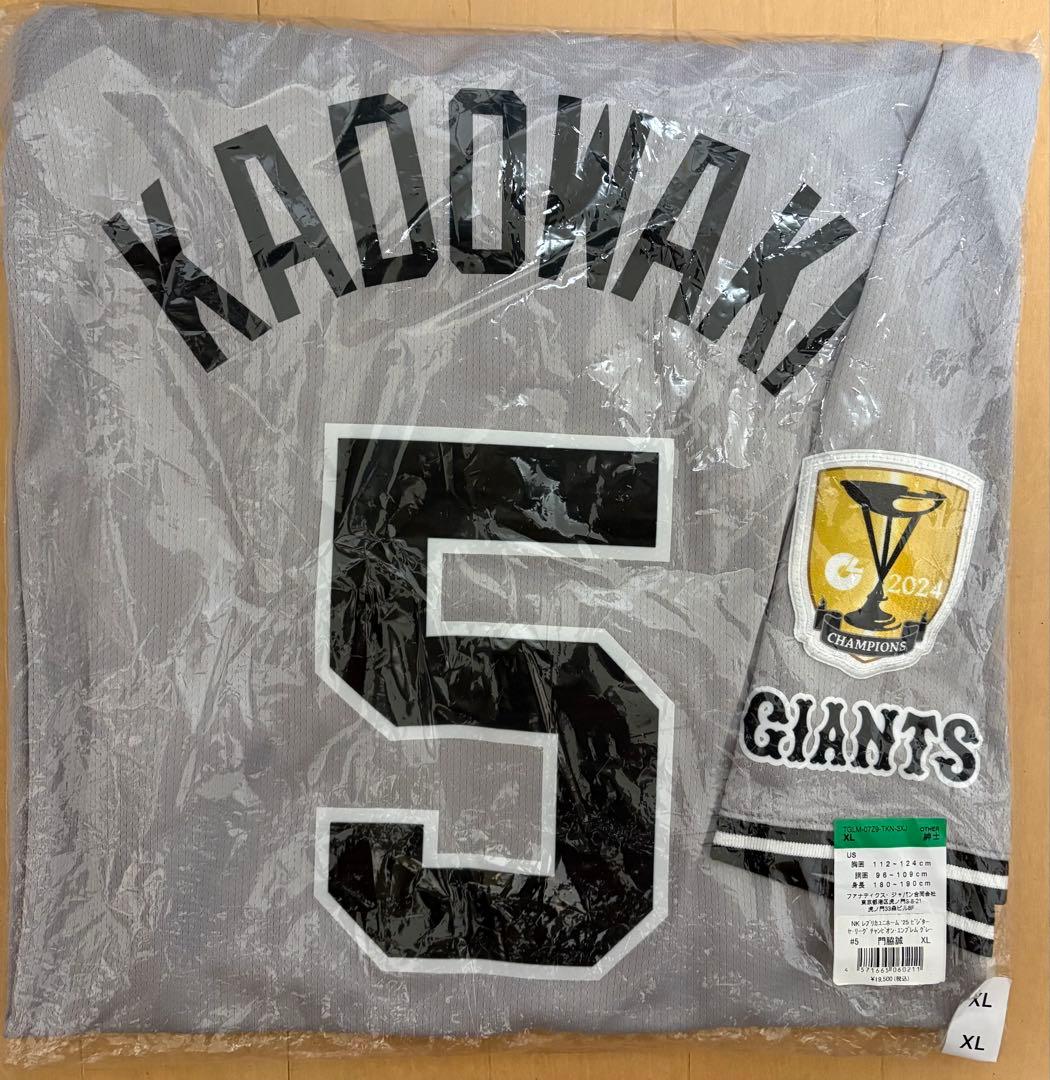 KADOWAKI
5
2024
CHAMPIONS
GIANTS
TGLM-07Z9-TKN-SXJ OTHER
XL 紳士
US
胸囲 112~124cm
胴囲 96~109cm
身長 180~190cm
ファナティクス・ジャパン合同会社
東京都港区虎ノ門5-8-21
虎ノ門33森ビル8F
NK レプリカユニホーム '25 ビジター
セ・リーグ チャンピオン・エンブレム グレー
#5 門脇誠 XL
4 571665 060211
¥19,500(税込)
XL
XL